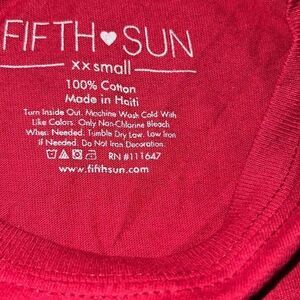 FIFTH♥SUN
xx small
100% Cotton
Made in Haiti
Turn Inside Out. Machine Wash Cold With
Like Colors. Only Non-Chlorine Bleach
When Needed. Tumble Dry Low. Low Iron
If Needed. Do Not Iron Decoration.
RN #111647
www.fifthsun.com